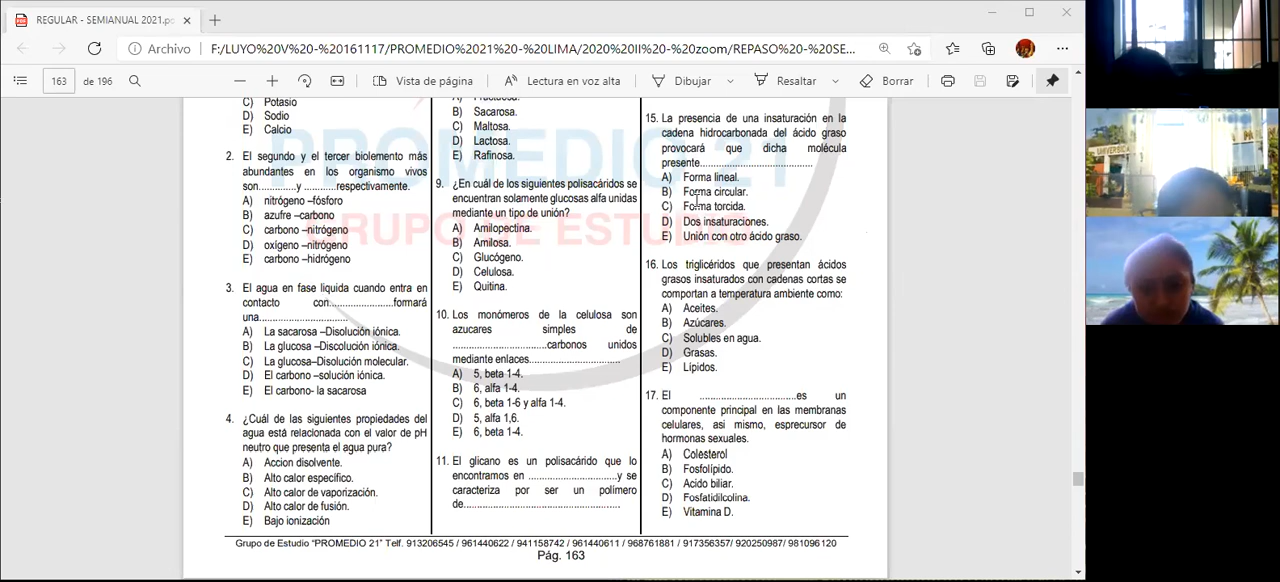 REGULAR - SEMIANUAL 2021.pc
Archivo
F:/LUYO%20V%20-%20161117/PROMEDIO%2021%20-%20LIMA/2020%20II%20-%20zoom/REPASO%20-%20SE...
163
de 196
Vista de página
Lectura en voz alta
Dibujar
Resaltar
Borrar
PROMEDIO 21
GRUPO DE ESTUDIO
C) Potasio
D) Sodio
E) Calcio
2. El segundo y el tercer biolemento más
abundantes en los organismo vivos
son............y ...........respectivamente.
A) nitrógeno –fósforo
B) azufre –carbono
C) carbono –nitrógeno
D) oxígeno –nitrógeno
E) carbono –hidrógeno
3. El agua en fase líquida cuando entra en
contacto con......................formará
una..............................
A) La sacarosa –Disolución iónica.
B) La glucosa –Discolución iónica.
C) La glucosa–Disolución molecular.
D) El carbono –solución iónica.
E) El carbono- la sacarosa
4. ¿Cuál de las siguientes propiedades del
agua está relacionada con el valor de pH
neutro que presenta el agua pura?
A) Accion disolvente.
B) Alto calor específico.
C) Alto calor de vaporización.
D) Alto calor de fusión.
E) Bajo ionización
A) Fructuosa.
B) Sacarosa.
C) Maltosa.
D) Lactosa.
E) Rafinosa.
9. ¿En cuál de los siguientes polisacáridos se
encuentran solamente glucosas alfa unidas
mediante un tipo de unión?
A) Amilopectina.
B) Amilosa.
C) Glucógeno.
D) Celulosa.
E) Quitina.
10. Los monómeros de la celulosa son
azucares simples de
................................carbonos unidos
mediante enlaces...............................
A) 5, beta 1-4.
B) 6, alfa 1-4.
C) 6, beta 1-6 y alfa 1-4.
D) 5, alfa 1,6.
E) 6, beta 1-4.
11. El glicano es un polisacárido que lo
encontramos en ..............................y se
caracteriza por ser un polímero
de.....................................................
15. La presencia de una insaturación en la
cadena hidrocarbonada del ácido graso
provocará que dicha molécula
presente......................................
A) Forma lineal.
B) Forma circular.
C) Forma torcida.
D) Dos insaturaciones.
E) Unión con otro ácido graso.
16. Los triglicéridos que presentan ácidos
grasos insaturados con cadenas cortas se
comportan a temperatura ambiente como:
A) Aceites.
B) Azúcares.
C) Solubles en agua.
D) Grasas.
E) Lípidos.
17. El .................................es un
componente principal en las membranas
celulares, asi mismo, esprecursor de
hormonas sexuales.
A) Colesterol
B) Fosfolípido.
C) Acido biliar.
D) Fosfatidilcolina.
E) Vitamina D.
Grupo de Estudio “PROMEDIO 21” Telf. 913206545 / 961440622 / 941158742 / 961440611 / 968761881 / 917356357/ 920250987/ 981096120
Pág. 163